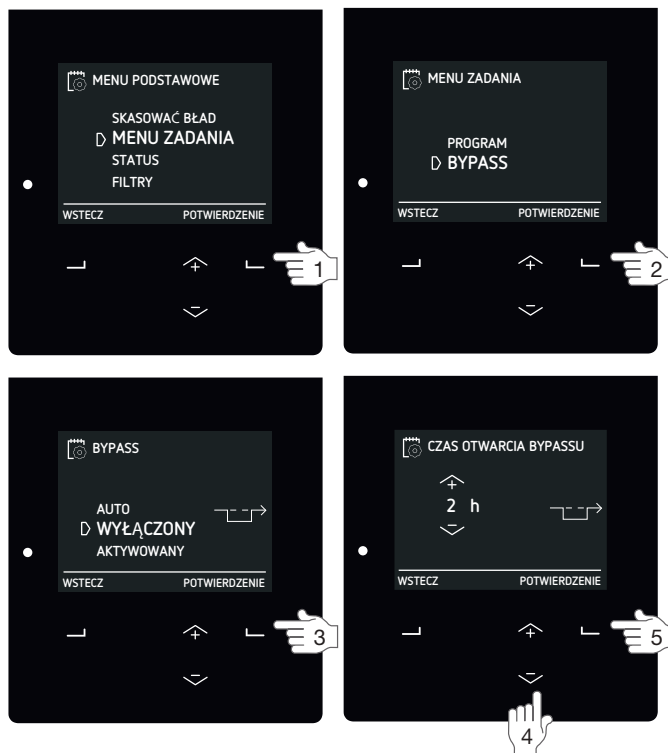 MENU PODSTAWOWE
SKASOWAĆ BŁAD
MENU ZADANIA
STATUS
FILTRY
WSTECZ POTWIERDZENIE
1
MENU ZADANIA
PROGRAM
BYPASS
WSTECZ POTWIERDZENIE
2
BYPASS
AUTO
WYŁĄCZONY
AKTYWOWANY
WSTECZ POTWIERDZENIE
3
CZAS OTWARCIA BYPASSU
2 h
WSTECZ POTWIERDZENIE
5
4